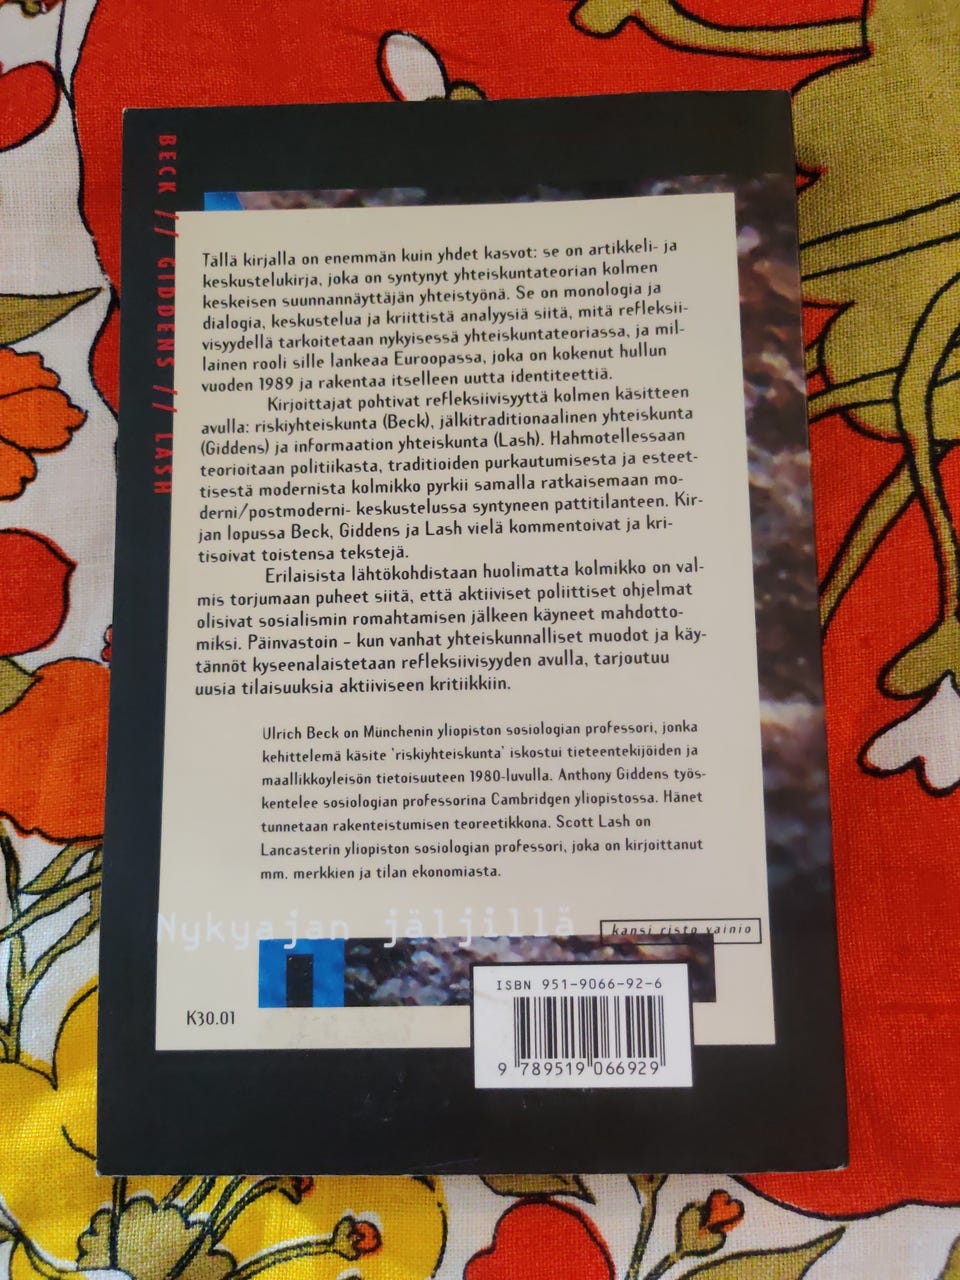 BECK // GIDDENS // LASH
Tällä kirjalla on enemmän kuin yhdet kasvot: se on artikkeli- ja
keskustelukirja, joka on syntynyt yhteiskuntateorian kolmen
keskeisen suunnannäyttäjän yhteistyönä. Se on monologia ja
dialogia, keskustelua ja kriittistä analyysiä siitä, mitä refleksii-
visyydellä tarkoitetaan nykyisessä yhteiskuntateoriassa, ja mil-
lainen rooli sille lankeaa Euroopassa, joka on kokenut hullun
vuoden 1989 ja rakentaa itselleen uutta identiteettiä.
Kirjoittajat pohtivat refleksiivisyyttä kolmen käsitteen
avulla: riskiyhteiskunta (Beck), jälkitraditionaalinen yhteiskunta
(Giddens) ja informaation yhteiskunta (Lash). Hahmotellessaan
teorioitaan politiikasta, traditioiden purkautumisesta ja esteet-
tisestä modernista kolmikko pyrkii samalla ratkaisemaan mo-
derni/postmoderni- keskustelussa syntyneen pattitilanteen. Kir-
jan lopussa Beck, Giddens ja Lash vielä kommentoivat ja kri-
tisoivat toistensa tekstejä.
Erilaisista lähtökohdistaan huolimatta kolmikko on val-
mis torjumaan puheet siitä, että aktiiviset poliittiset ohjelmat
olisivat sosialismin romahtamisen jälkeen käyneet mahdotto-
miksi. Päinvastoin – kun vanhat yhteiskunnalliset muodot ja käy-
tännöt kyseenalaistetaan refleksiivisyyden avulla, tarjoutuu
uusia tilaisuuksia aktiiviseen kritiikkiin.
Ulrich Beck on Münchenin yliopiston sosiologian professori, jonka
kehittelemä käsite 'riskiyhteiskunta' iskostui tieteentekijöiden ja
maallikkoyleisön tietoisuuteen 1980-luvulla. Anthony Giddens työs-
kentelee sosiologian professorina Cambridgen yliopistossa. Hänet
tunnetaan rakenteistumisen teoreetikkona. Scott Lash on
Lancasterin yliopiston sosiologian professori, joka on kirjoittanut
mm. merkkien ja tilan ekonomiasta.
Nykyajan jäljillä
kansi risto vainio
ISBN 951-9066-92-6
9 789519 066929
K30.01